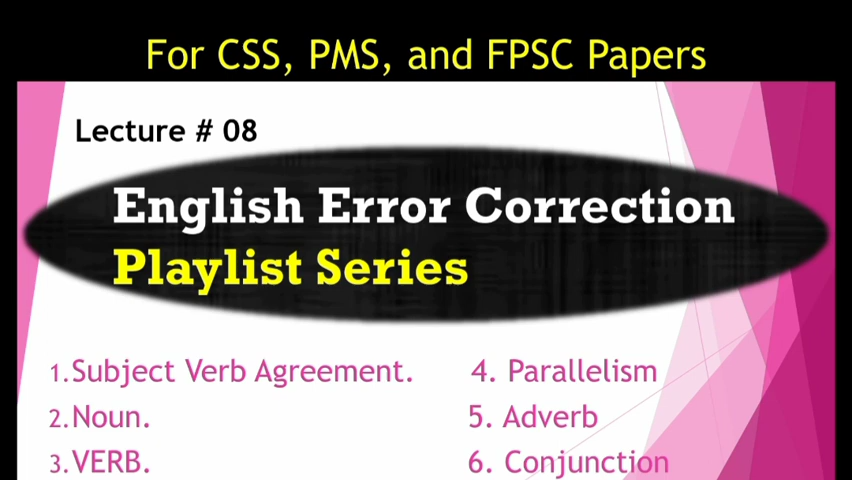 For CSS, PMS, and FPSC Papers
Lecture # 08
English Error Correction
Playlist Series
1.Subject Verb Agreement.
2.Noun.
3.VERB.
4. Parallelism
5. Adverb
6. Conjunction